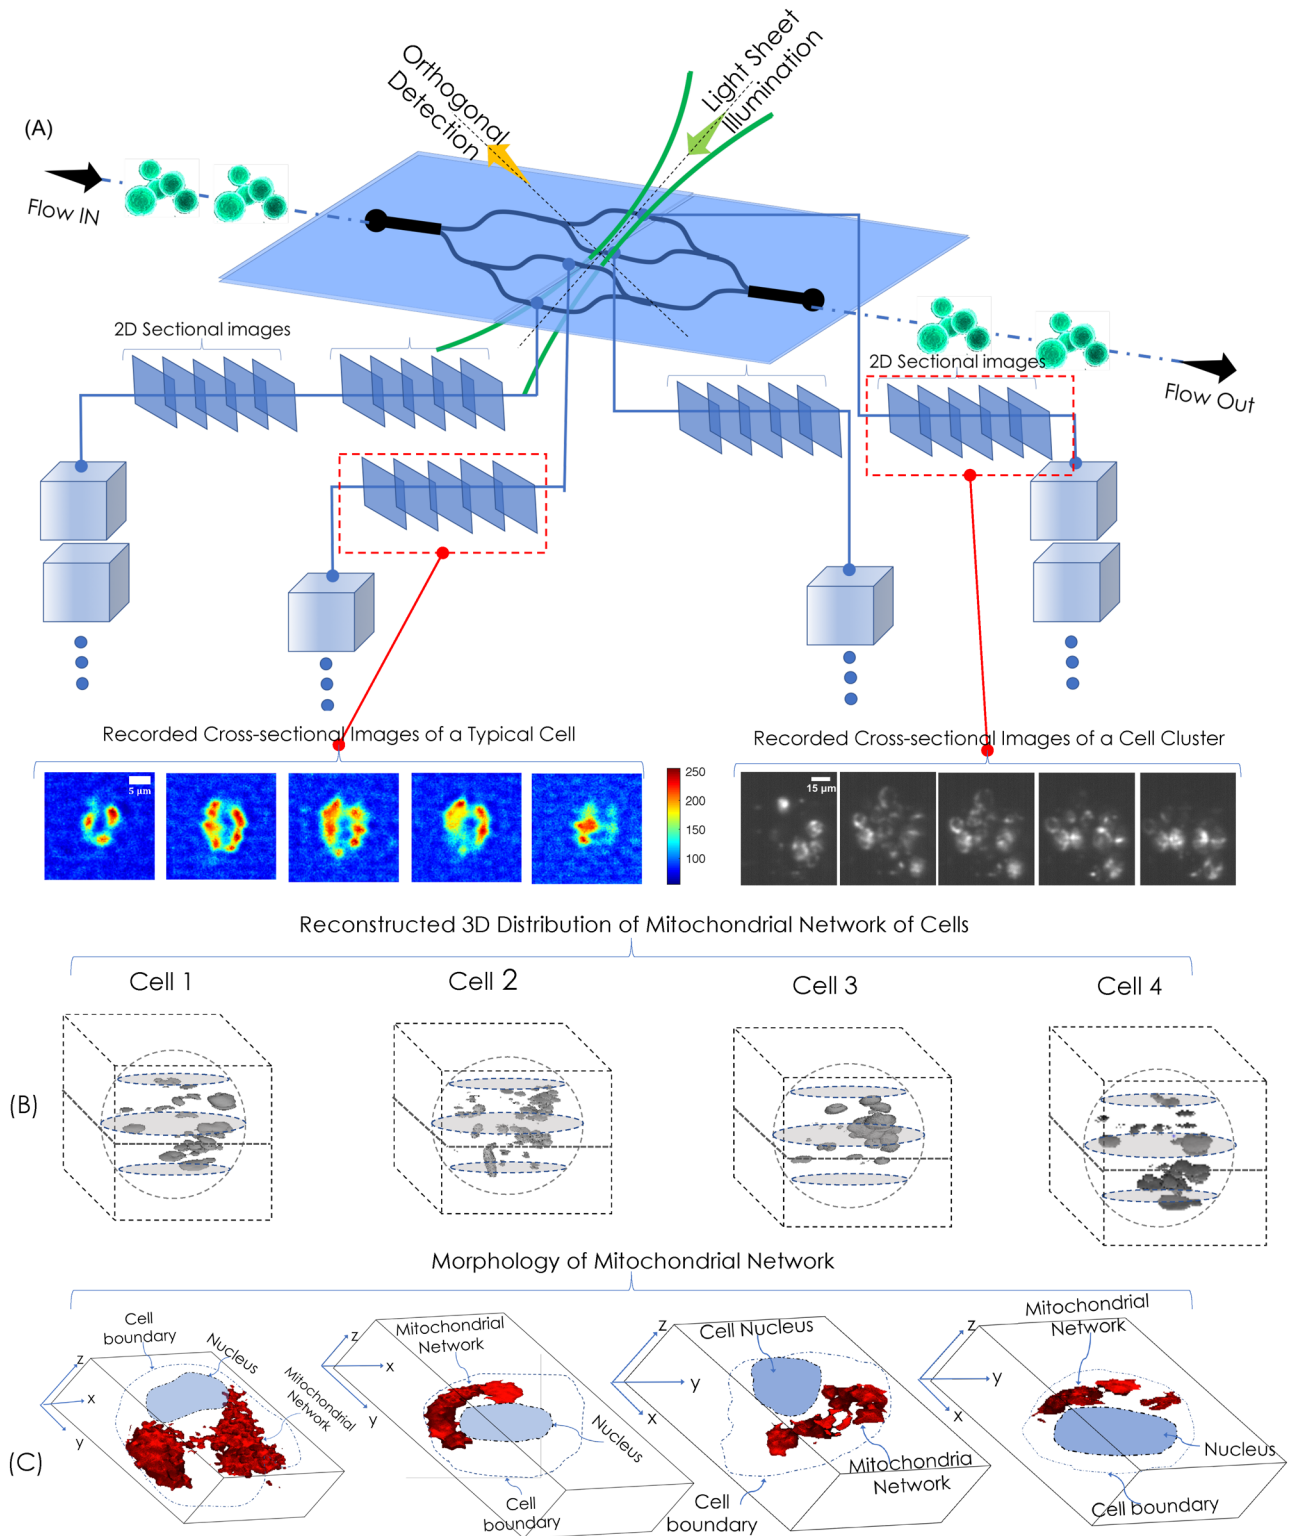 (A)
Orthogonal
Detection
Light Sheet
Illumination
Flow IN
Flow Out
2D Sectional images
2D Sectional images
Recorded Cross-sectional Images of a Typical Cell
Recorded Cross-sectional Images of a Cell Cluster
5 μm
250
200
150
100
15 μm
Reconstructed 3D Distribution of Mitochondrial Network of Cells
Cell 1
Cell 2
Cell 3
Cell 4
(B)
Morphology of Mitochondrial Network
(C)
Cell
boundary
Nucleus
Mitochondrial
Network
z
x
y
Mitochondrial
Network
Nucleus
Cell
boundary
z
x
y
Cell Nucleus
Mitochondria
Network
Cell
boundary
z
y
x
Mitochondrial
Network
Nucleus
Cell boundary
z
y
x